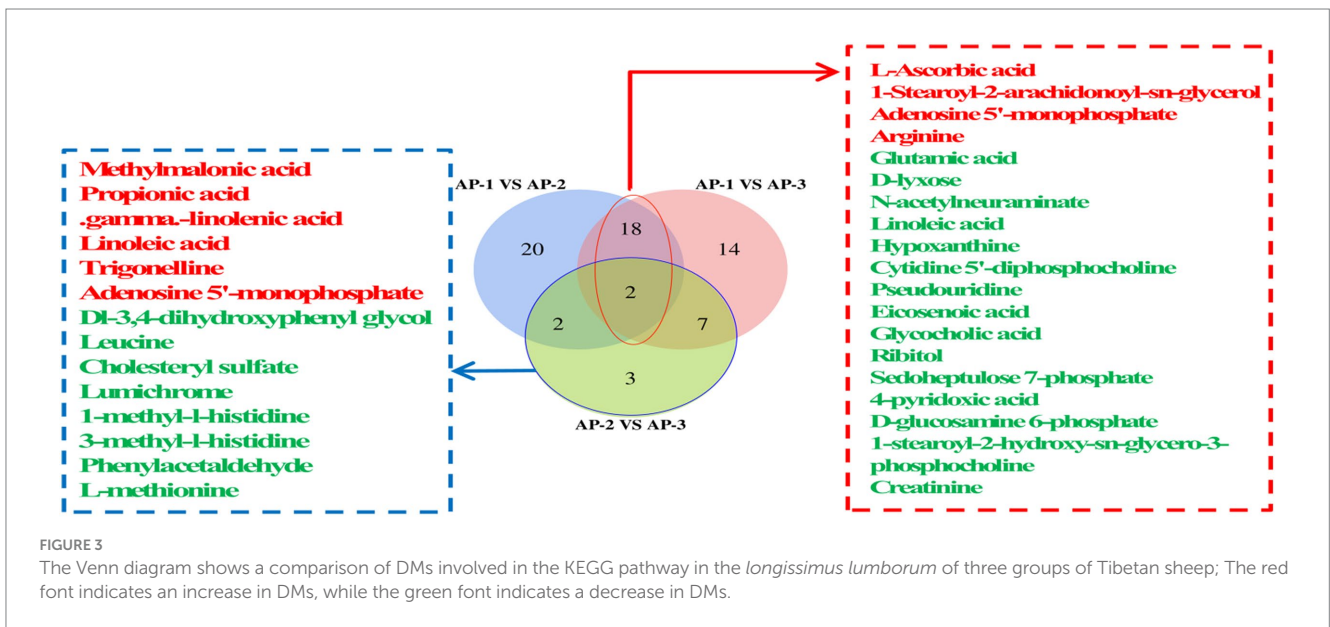 Methylmalonic acid
Propionic acid
.gamma.-linolenic acid
Linoleic acid
Trigonelline
Adenosine 5'-monophosphate
Dl-3,4-dihydroxyphenyl glycol
Leucine
Cholesteryl sulfate
Lumichrome
1-methyl-l-histidine
3-methyl-l-histidine
Phenylacetaldehyde
L-methionine
AP-1 VS AP-2
AP-1 VS AP-3
20
18
14
2
2
7
3
AP-2 VS AP-3
L-Ascorbic acid
1-Stearoyl-2-arachidonoyl-sn-glycerol
Adenosine 5'-monophosphate
Arginine
Glutamic acid
D-lyxose
N-acetylneuraminate
Linoleic acid
Hypoxanthine
Cytidine 5'-diphosphocholine
Pseudouridine
Eicosenoic acid
Glycocholic acid
Ribitol
Sedoheptulose 7-phosphate
4-pyridoxic acid
D-glucosamine 6-phosphate
1-stearoyl-2-hydroxy-sn-glycero-3-
phosphocholine
Creatinine
FIGURE 3
The Venn diagram shows a comparison of DMs involved in the KEGG pathway in the longissimus lumborum of three groups of Tibetan sheep; The red
font indicates an increase in DMs, while the green font indicates a decrease in DMs.